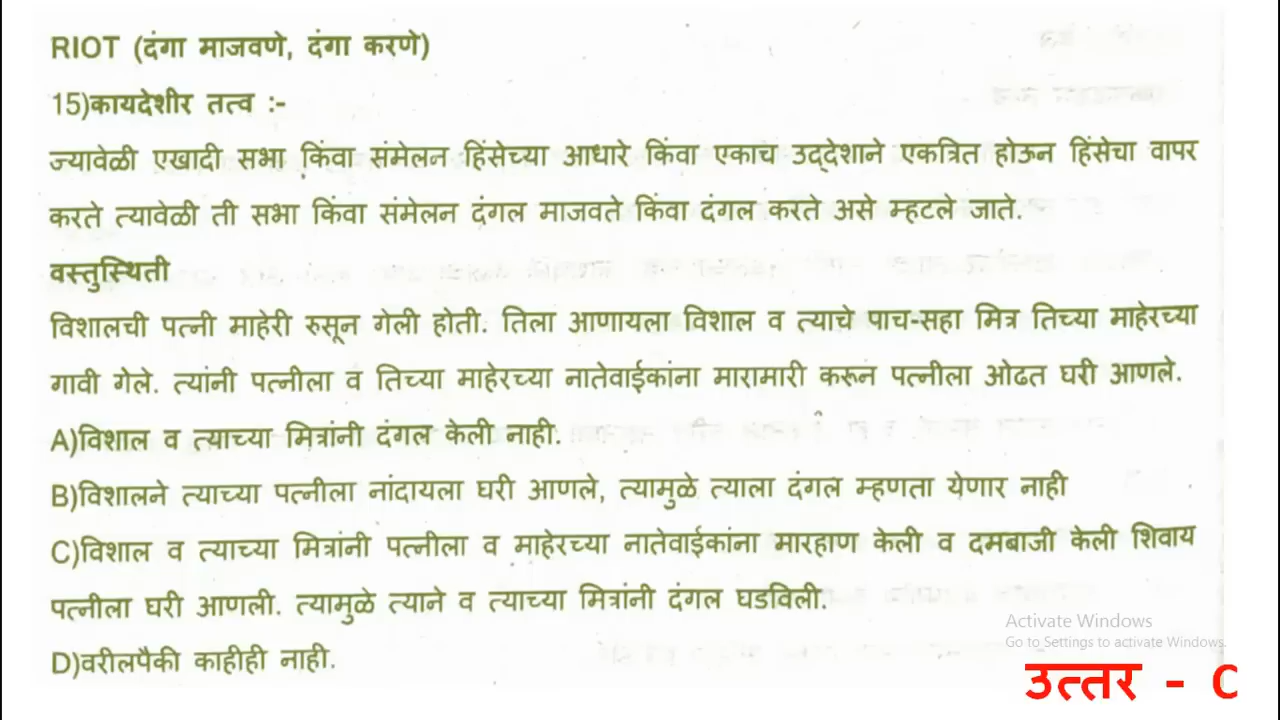 RIOT (दंगा माजवणे, दंगा करणे)
15)कायदेशीर तत्व :-
ज्यावेळी एखादी सभा किंवा संमेलन हिंसेच्या आधारे किंवा एकाच उद्देशाने एकत्रित होऊन हिंसेचा वापर
करते त्यावेळी ती सभा किंवा संमेलन दंगल माजवते किंवा दंगल करते असे म्हटले जाते.
वस्तुस्थिती
विशालची पत्नी माहेरी रुसून गेली होती. तिला आणायला विशाल व त्याचे पाच-सहा मित्र तिच्या माहेरच्या
गावी गेले. त्यांनी पत्नीला व तिच्या माहेरच्या नातेवाईकांना मारामारी करून पत्नीला ओढत घरी आणले.
A)विशाल व त्याच्या मित्रांनी दंगल केली नाही.
B)विशालने त्याच्या पत्नीला नांदायला घरी आणले, त्यामुळे त्याला दंगल म्हणता येणार नाही
C)विशाल व त्याच्या मित्रांनी पत्नीला व माहेरच्या नातेवाईकांना मारहाण केली व दमबाजी केली शिवाय
पत्नीला घरी आणली. त्यामुळे त्याने व त्याच्या मित्रांनी दंगल घडविली.
D)वरीलपैकी काहीही नाही.
Activate Windows
Go to Settings to activate Windows.
उत्तर - C